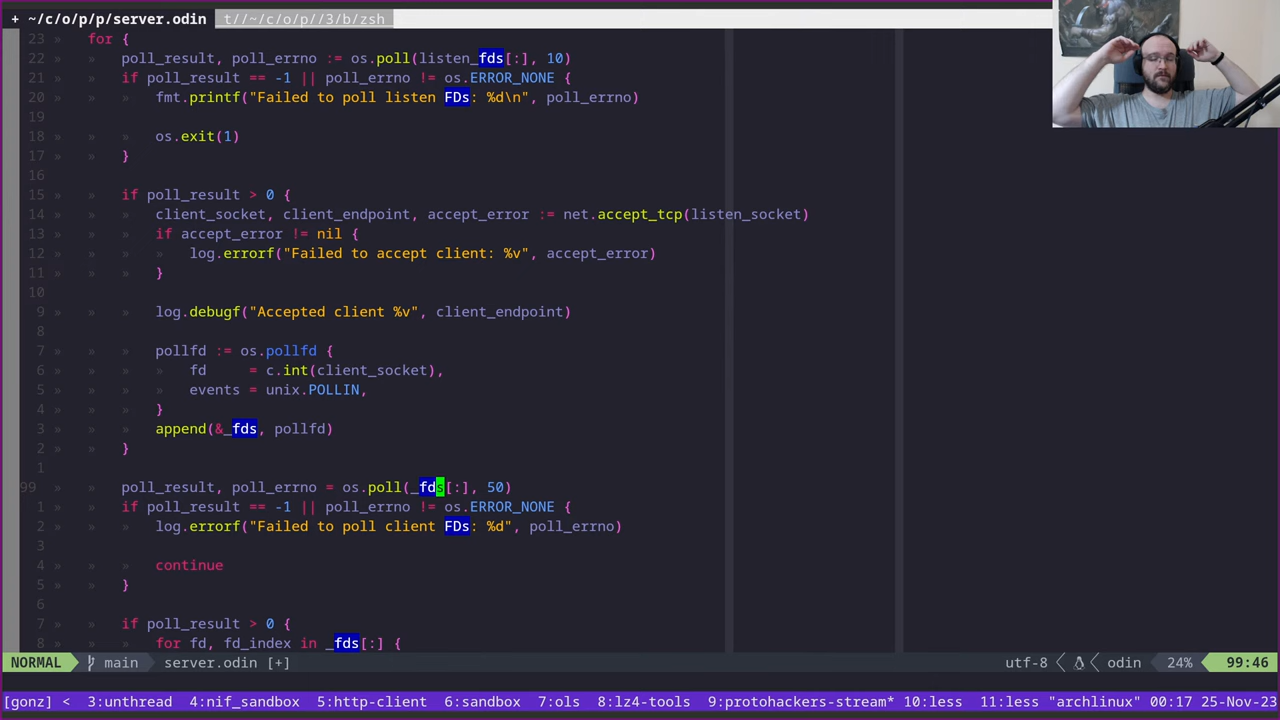 + ~/c/o/p/p/server.odin t//~/c/o/p//3/b/zsh
23 » for {
22 » » poll_result, poll_errno := os.poll(listen_fds[:], 10)
21 » » if poll_result == -1 || poll_errno != os.ERROR_NONE {
20 » » » fmt.printf("Failed to poll listen FDs: %d\n", poll_errno)
19
18 » » » os.exit(1)
17 » » }
16
15 » » if poll_result > 0 {
14 » » » client_socket, client_endpoint, accept_error := net.accept_tcp(listen_socket)
13 » » » if accept_error != nil {
12 » » » » log.errorf("Failed to accept client: %v", accept_error)
11 » » » }
10
9 » » » log.debugf("Accepted client %v", client_endpoint)
8
7 » » » pollfd := os.pollfd {
6 » » » » fd     = c.int(client_socket),
5 » » » » events = unix.POLLIN,
4 » » » }
3 » » » append(&_fds, pollfd)
2 » » }
1
99 » » poll_result, poll_errno = os.poll(_fds[:], 50)
1 » » if poll_result == -1 || poll_errno != os.ERROR_NONE {
2 » » » log.errorf("Failed to poll client FDs: %d", poll_errno)
3
4 » » » continue
5 » » }
6
7 » » if poll_result > 0 {
8 » » » for fd, fd_index in _fds[:] {
NORMAL main server.odin [+] utf-8 odin 24% 99:46
[gonz] < 3:unthread 4:nif_sandbox 5:http-client 6:sandbox 7:ols 8:lz4-tools 9:protohackers-stream* 10:less 11:less "archlinux" 00:17 25-Nov-23